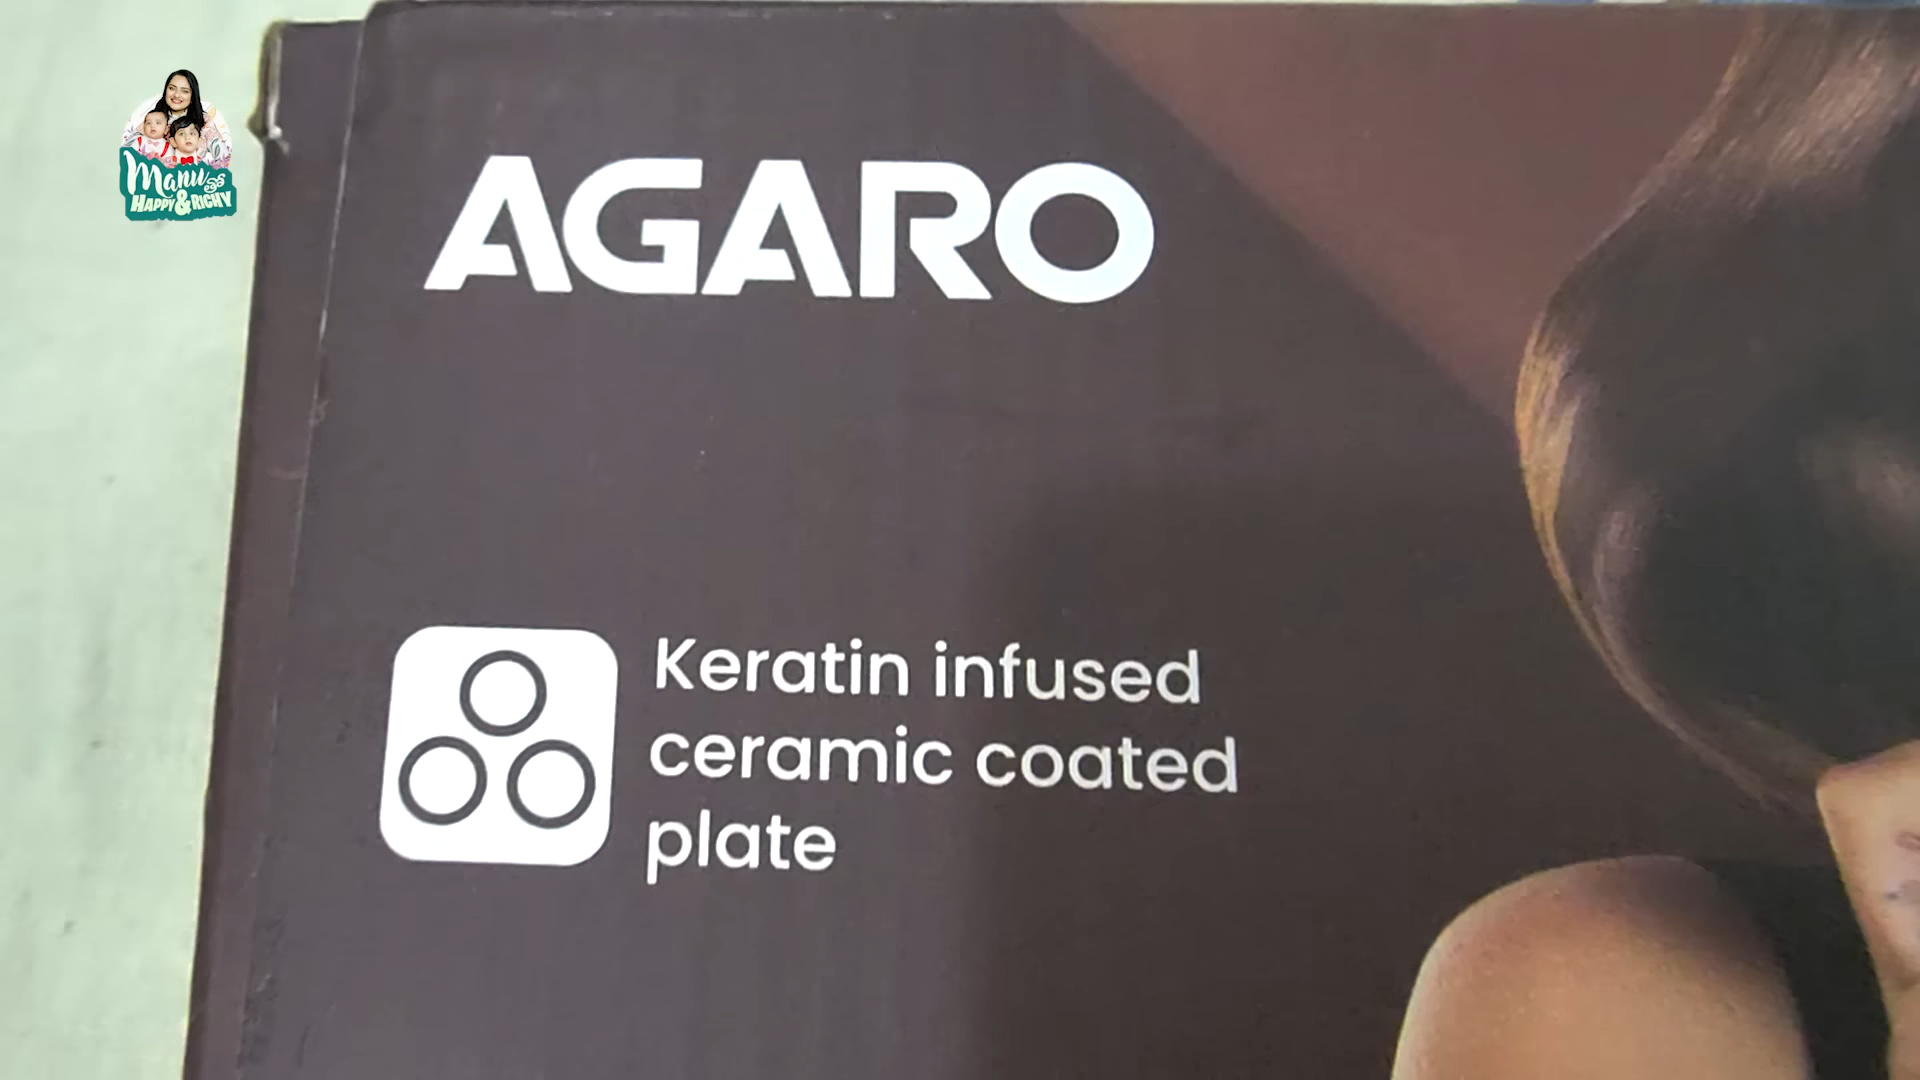 Manu తో
HAPPY & RICHY
AGARO
Keratin infused
ceramic coated
plate